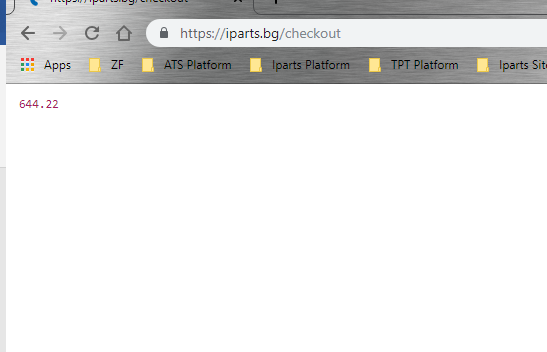 https://iparts.bg/checkout
https://iparts.bg/checkout
Apps ZF ATS Platform Iparts Platform TPT Platform Iparts Sit
644.22